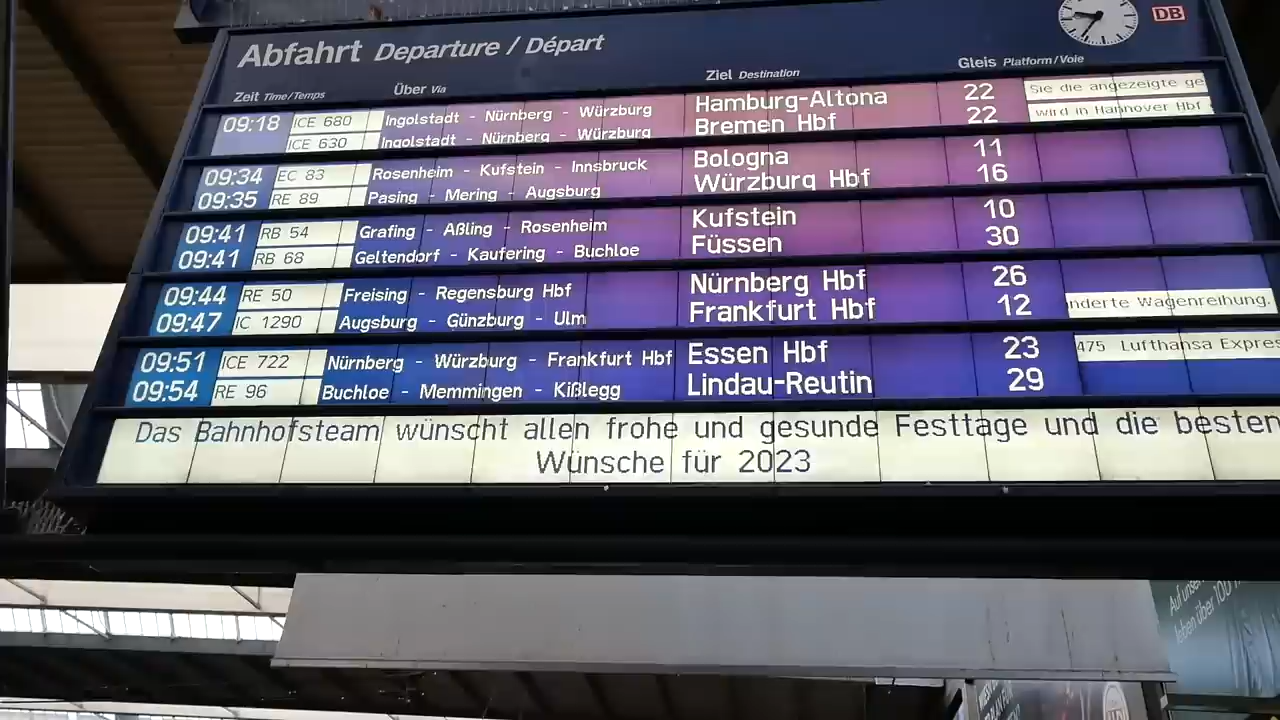 Abfahrt Departure / Départ
DB
Zeit Time/Temps Über Via Ziel Destination Gleis Platform/Voie
09:18 ICE 680 Ingolstadt - Nürnberg - Würzburg Hamburg-Altona 22 Sie die angezeigte ge
ICE 630 Ingolstadt - Nürnberg - Würzburg Bremen Hbf 22 wird in Hannover Hbf
09:34 EC 83 Rosenheim - Kufstein - Innsbruck Bologna 11
09:35 RE 89 Pasing - Mering - Augsburg Würzburg Hbf 16
09:41 RB 54 Grafing - Aßling - Rosenheim Kufstein 10
09:41 RB 68 Geltendorf - Kaufering - Buchloe Füssen 30
09:44 RE 50 Freising - Regensburg Hbf Nürnberg Hbf 26
09:47 IC 1290 Augsburg - Günzburg - Ulm Frankfurt Hbf 12 nderte Wagenreihung.
09:51 ICE 722 Nürnberg - Würzburg - Frankfurt Hbf Essen Hbf 23 475 Lufthansa Expres
09:54 RE 96 Buchloe - Memmingen - Kißlegg Lindau-Reutin 29
Das Bahnhofsteam wünscht allen frohe und gesunde Festtage und die besten
Wünsche für 2023
leben über 100